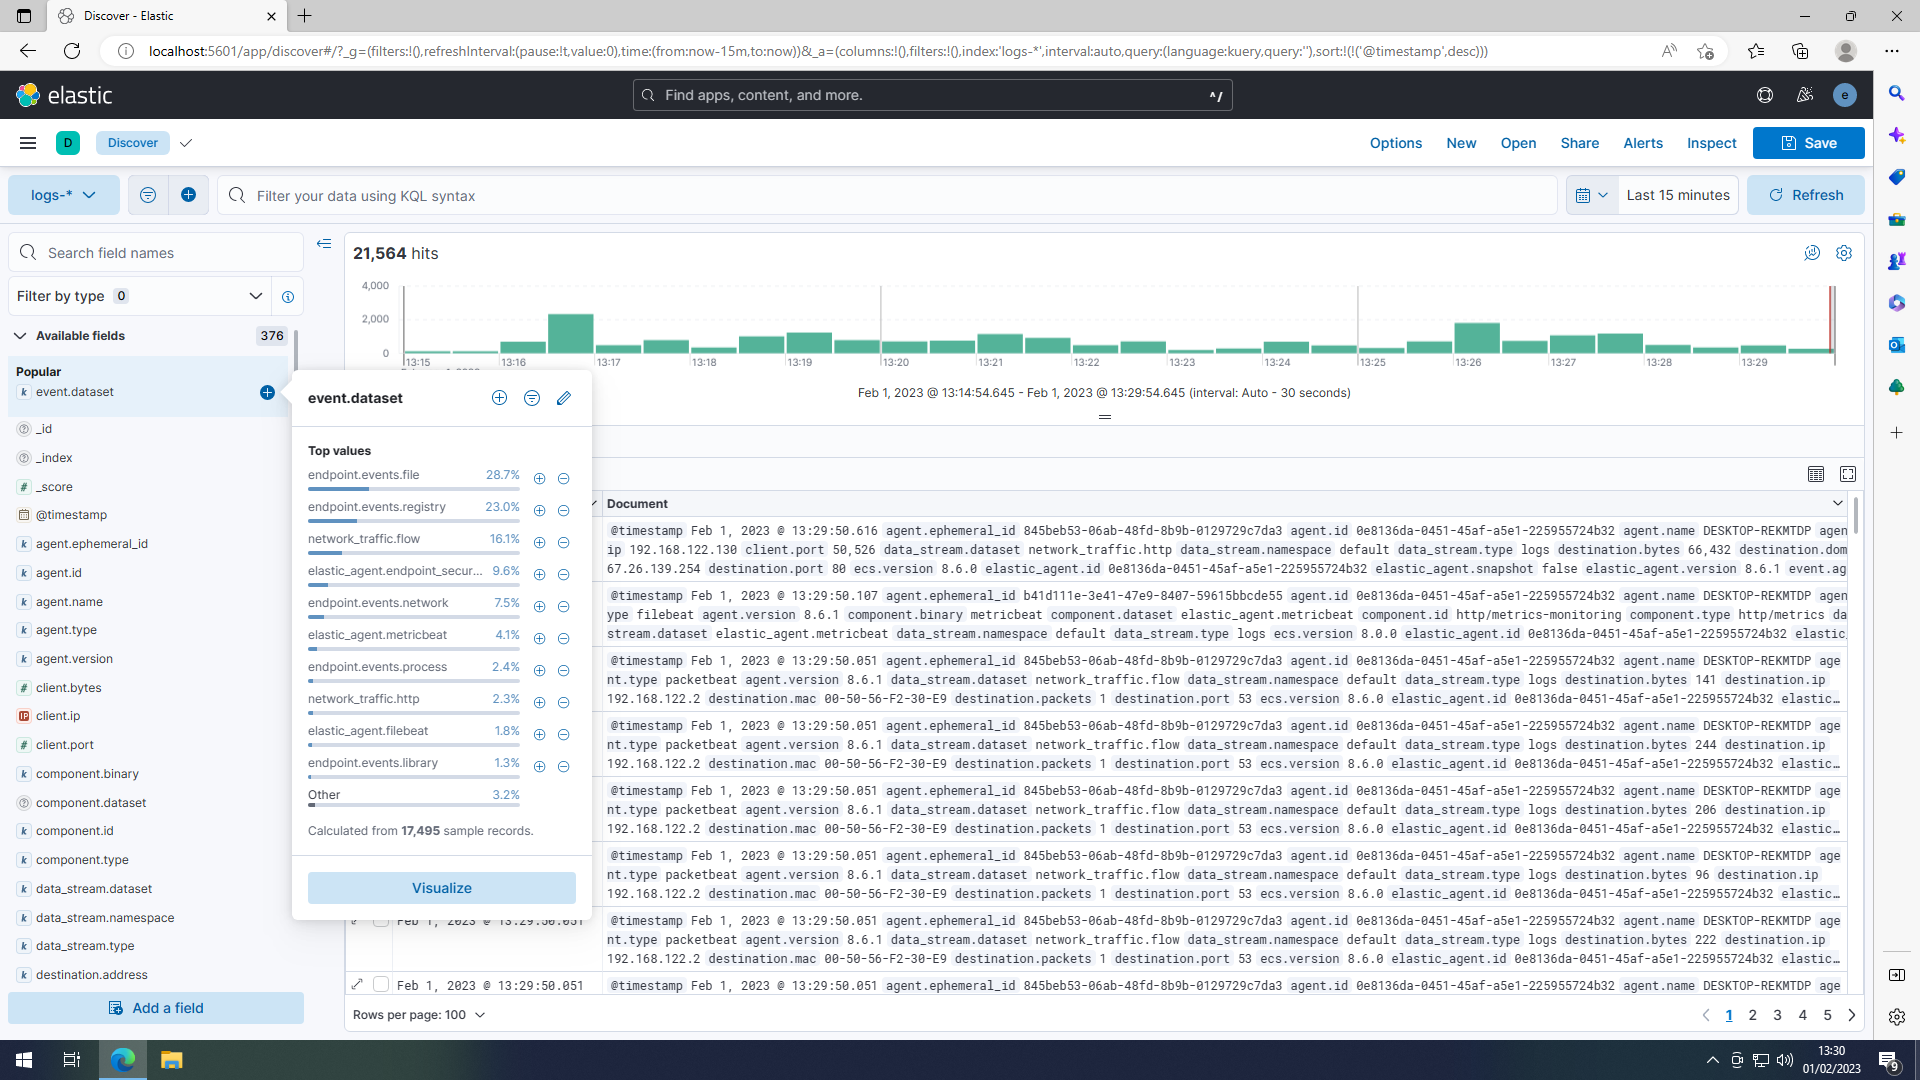 Discover - Elastic
localhost:5601/app/discover#/?_g=(filters:!(),refreshInterval:(pause:!t,value:0),time:(from:now-15m,to:now))&_a=(columns:!(),filters:!(),index:'logs-*',interval:auto,query:(language:kuery,query:''),sort:!(!('@timestamp',desc)))
elastic
Find apps, content, and more.
^/
e
D
Discover
Options
New
Open
Share
Alerts
Inspect
Save
logs-*
Filter your data using KQL syntax
Last 15 minutes
Refresh
Search field names
Filter by type 0
Available fields
376
Popular
event.dataset
_id
_index
_score
@timestamp
agent.ephemeral_id
agent.id
agent.name
agent.type
agent.version
client.bytes
client.ip
client.port
component.binary
component.dataset
component.id
component.type
data_stream.dataset
data_stream.namespace
data_stream.type
destination.address
Add a field
21,564 hits
4,000
2,000
0
13:15 13:16 13:17 13:18 13:19 13:20 13:21 13:22 13:23 13:24 13:25 13:26 13:27 13:28 13:29
Feb 1, 2023 @ 13:14:54.645 - Feb 1, 2023 @ 13:29:54.645 (interval: Auto - 30 seconds)
event.dataset
Top values
endpoint.events.file 28.7%
endpoint.events.registry 23.0%
network_traffic.flow 16.1%
elastic_agent.endpoint_secur... 9.6%
endpoint.events.network 7.5%
elastic_agent.metricbeat 4.1%
endpoint.events.process 2.4%
network_traffic.http 2.3%
elastic_agent.filebeat 1.8%
endpoint.events.library 1.3%
Other 3.2%
Calculated from 17,495 sample records.
Visualize
Document
@timestamp Feb 1, 2023 @ 13:29:50.616 agent.ephemeral_id 845beb53-06ab-48fd-8b9b-0129729c7da3 agent.id 0e8136da-0451-45af-a5e1-225955724b32 agent.name DESKTOP-REKMTDP agen
ip 192.168.122.130 client.port 50,526 data_stream.dataset network_traffic.http data_stream.namespace default data_stream.type logs destination.bytes 66,432 destination.dom
67.26.139.254 destination.port 80 ecs.version 8.6.0 elastic_agent.id 0e8136da-0451-45af-a5e1-225955724b32 elastic_agent.snapshot false elastic_agent.version 8.6.1 event.ag
@timestamp Feb 1, 2023 @ 13:29:50.107 agent.ephemeral_id b41d111e-3e41-47e9-8407-59615bbcde55 agent.id 0e8136da-0451-45af-a5e1-225955724b32 agent.name DESKTOP-REKMTDP agen
ype filebeat agent.version 8.6.1 component.binary metricbeat component.dataset elastic_agent.metricbeat component.id http/metrics-monitoring component.type http/metrics da
stream.dataset elastic_agent.metricbeat data_stream.namespace default data_stream.type logs ecs.version 8.0.0 elastic_agent.id 0e8136da-0451-45af-a5e1-225955724b32 elastic_
@timestamp Feb 1, 2023 @ 13:29:50.051 agent.ephemeral_id 845beb53-06ab-48fd-8b9b-0129729c7da3 agent.id 0e8136da-0451-45af-a5e1-225955724b32 agent.name DESKTOP-REKMTDP age
nt.type packetbeat agent.version 8.6.1 data_stream.dataset network_traffic.flow data_stream.namespace default data_stream.type logs destination.bytes 141 destination.ip
192.168.122.2 destination.mac 00-50-56-F2-30-E9 destination.packets 1 destination.port 53 ecs.version 8.6.0 elastic_agent.id 0e8136da-0451-45af-a5e1-225955724b32 elastic...
@timestamp Feb 1, 2023 @ 13:29:50.051 agent.ephemeral_id 845beb53-06ab-48fd-8b9b-0129729c7da3 agent.id 0e8136da-0451-45af-a5e1-225955724b32 agent.name DESKTOP-REKMTDP age
nt.type packetbeat agent.version 8.6.1 data_stream.dataset network_traffic.flow data_stream.namespace default data_stream.type logs destination.bytes 244 destination.ip
192.168.122.2 destination.mac 00-50-56-F2-30-E9 destination.packets 1 destination.port 53 ecs.version 8.6.0 elastic_agent.id 0e8136da-0451-45af-a5e1-225955724b32 elastic...
@timestamp Feb 1, 2023 @ 13:29:50.051 agent.ephemeral_id 845beb53-06ab-48fd-8b9b-0129729c7da3 agent.id 0e8136da-0451-45af-a5e1-225955724b32 agent.name DESKTOP-REKMTDP age
nt.type packetbeat agent.version 8.6.1 data_stream.dataset network_traffic.flow data_stream.namespace default data_stream.type logs destination.bytes 206 destination.ip
192.168.122.2 destination.mac 00-50-56-F2-30-E9 destination.packets 1 destination.port 53 ecs.version 8.6.0 elastic_agent.id 0e8136da-0451-45af-a5e1-225955724b32 elastic...
@timestamp Feb 1, 2023 @ 13:29:50.051 agent.ephemeral_id 845beb53-06ab-48fd-8b9b-0129729c7da3 agent.id 0e8136da-0451-45af-a5e1-225955724b32 agent.name DESKTOP-REKMTDP age
nt.type packetbeat agent.version 8.6.1 data_stream.dataset network_traffic.flow data_stream.namespace default data_stream.type logs destination.bytes 96 destination.ip
192.168.122.2 destination.mac 00-50-56-F2-30-E9 destination.packets 1 destination.port 53 ecs.version 8.6.0 elastic_agent.id 0e8136da-0451-45af-a5e1-225955724b32 elastic...
Feb 1, 2023 @ 13:29:50.051 @timestamp Feb 1, 2023 @ 13:29:50.051 agent.ephemeral_id 845beb53-06ab-48fd-8b9b-0129729c7da3 agent.id 0e8136da-0451-45af-a5e1-225955724b32 agent.name DESKTOP-REKMTDP age
nt.type packetbeat agent.version 8.6.1 data_stream.dataset network_traffic.flow data_stream.namespace default data_stream.type logs destination.bytes 222 destination.ip
192.168.122.2 destination.mac 00-50-56-F2-30-E9 destination.packets 1 destination.port 53 ecs.version 8.6.0 elastic_agent.id 0e8136da-0451-45af-a5e1-225955724b32 elastic...
Feb 1, 2023 @ 13:29:50.051 @timestamp Feb 1, 2023 @ 13:29:50.051 agent.ephemeral_id 845beb53-06ab-48fd-8b9b-0129729c7da3 agent.id 0e8136da-0451-45af-a5e1-225955724b32 agent.name DESKTOP-REKMTDP age
Rows per page: 100
1 2 3 4 5
13:30
01/02/2023
9